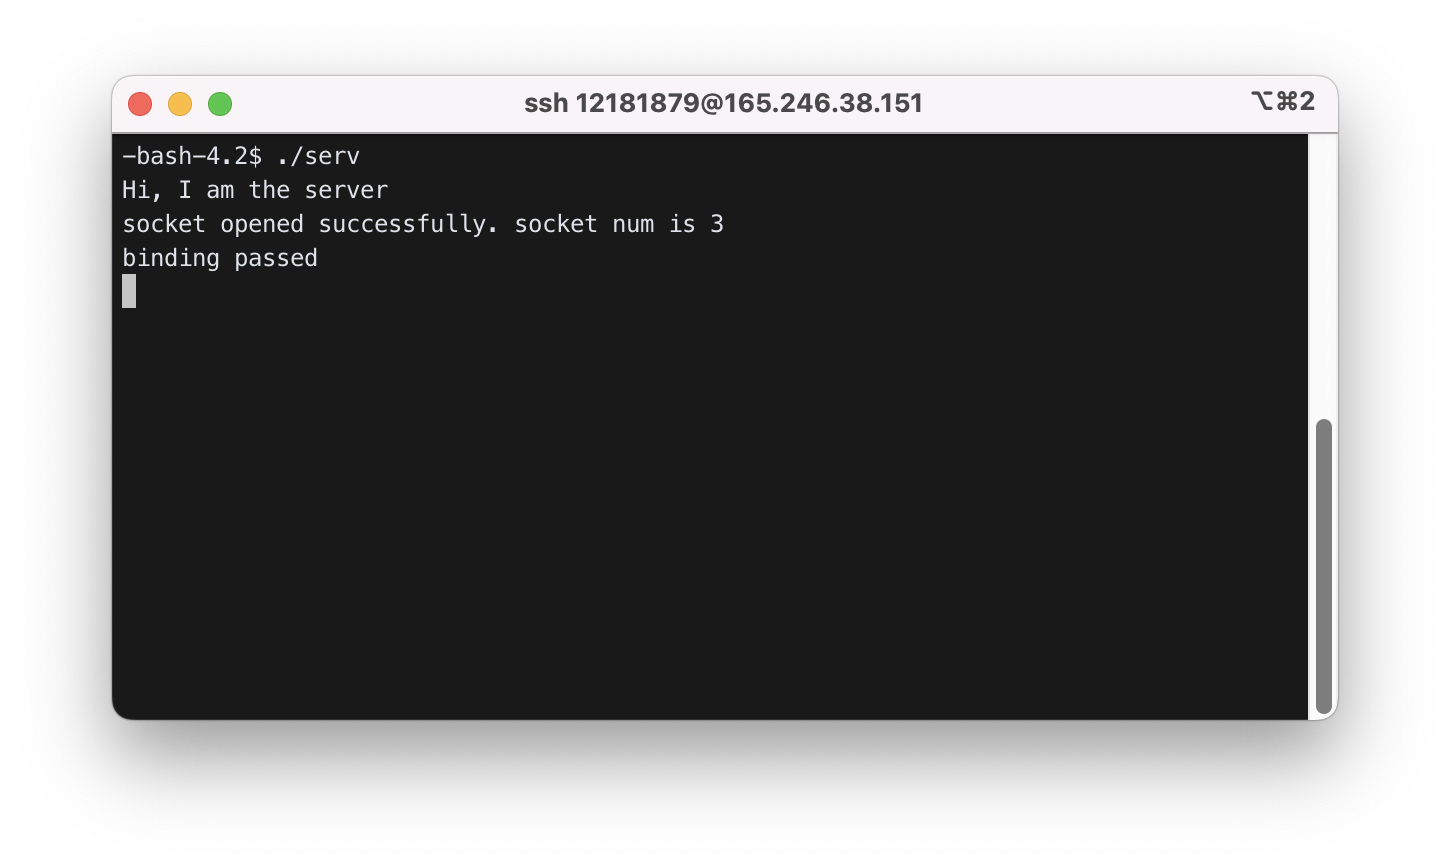 ssh 12181879@165.246.38.151 ⌥⌘2
-bash-4.2$ ./serv
Hi, I am the server
socket opened successfully. socket num is 3
binding passed